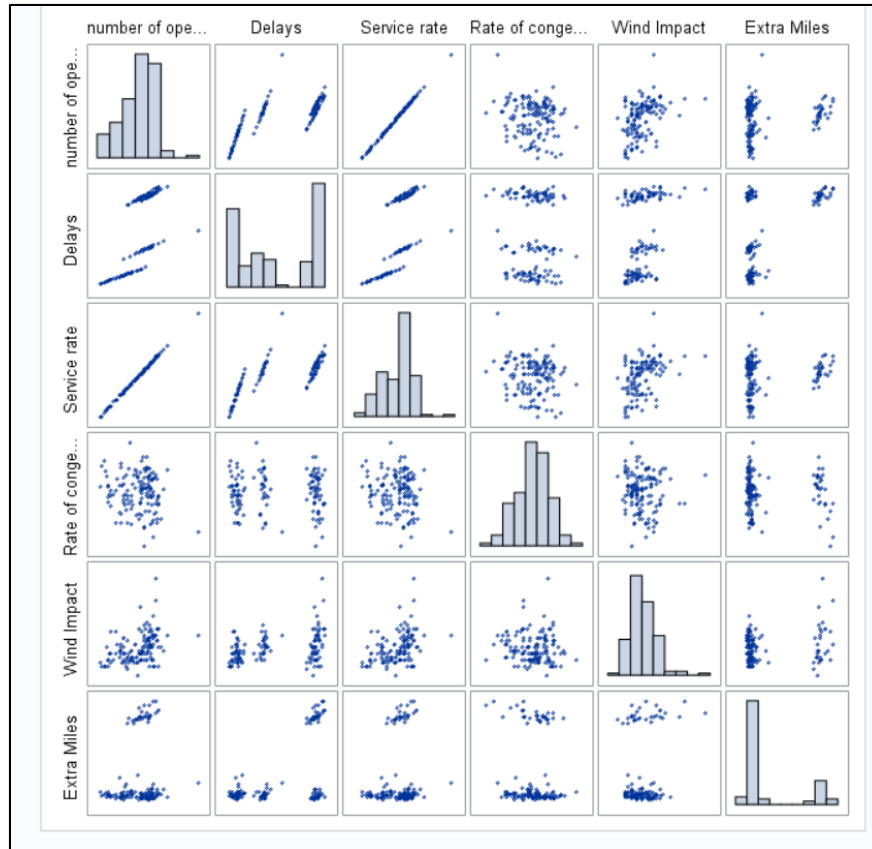 number of ope...
Delays
Service rate
Rate of conge...
Wind Impact
Extra Miles
number of ope...
Delays
Service rate
Rate of conge...
Wind Impact
Extra Miles